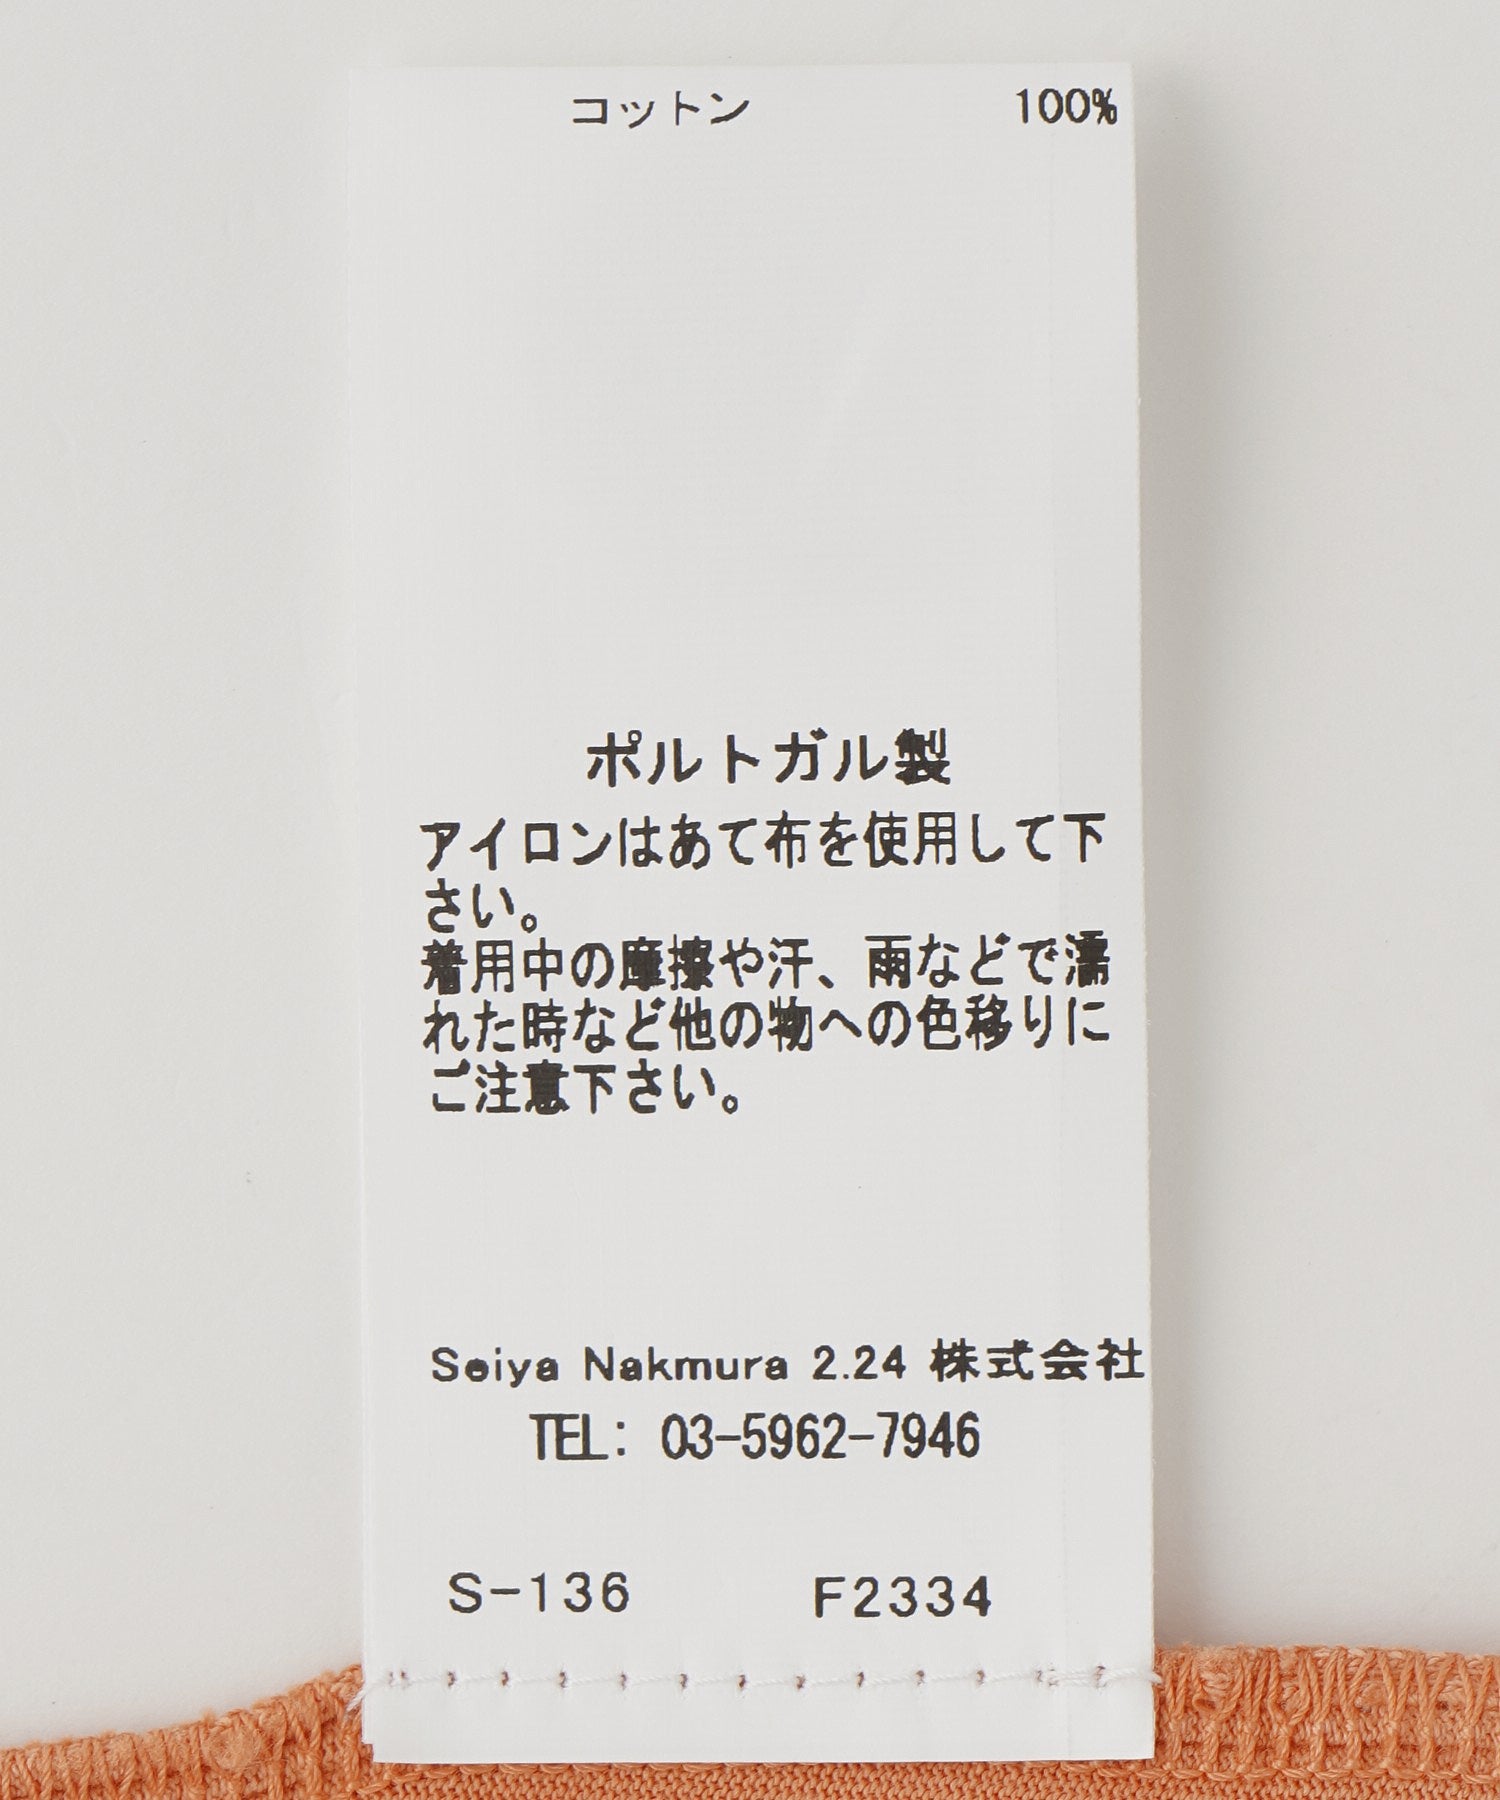 コットン 100%
ポルトガル製
アイロンはあて布を使用して下
さい。
着用中の摩擦や汗、雨などで濡
れた時など他の物への色移りに
ご注意下さい。
Seiya Nakmura 2.24 株式会社
TEL: 03-5962-7946
S-136 F2334